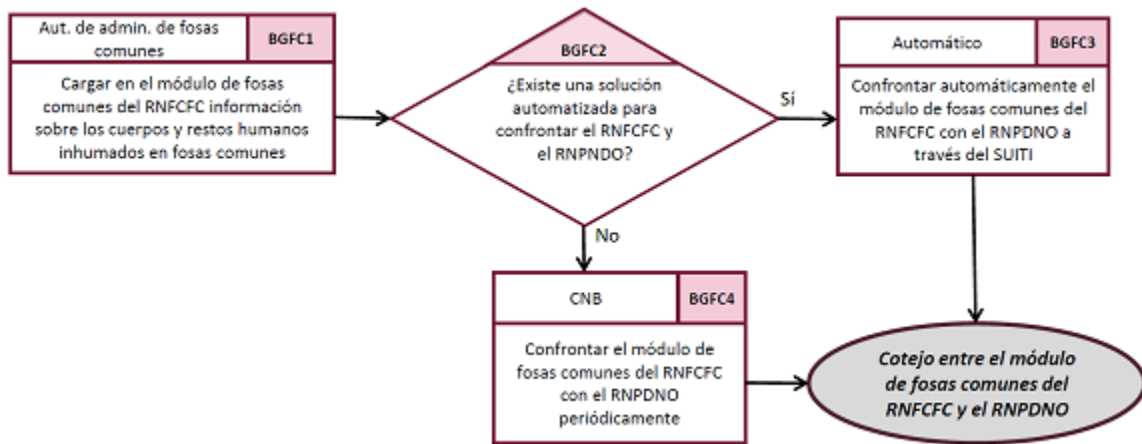 Aut. de admin. de fosas
comunes
BGFC1
Cargar en el módulo de fosas
comunes del RNFCFC información
sobre los cuerpos y restos humanos
inhumados en fosas comunes
BGFC2
¿Existe una solución
automatizada para
confrontar el RNFCFC y
el RNPNDO?
Sí
Automático
BGFC3
Confrontar automáticamente el
módulo de fosas comunes del
RNFCFC con el RNPDNO a
través del SUITI
No
CNB
BGFC4
Confrontar el módulo de
fosas comunes del RNFCFC
con el RNPDNO
periódicamente
Cotejo entre el módulo
de fosas comunes del
RNFCFC y el RNPDNO